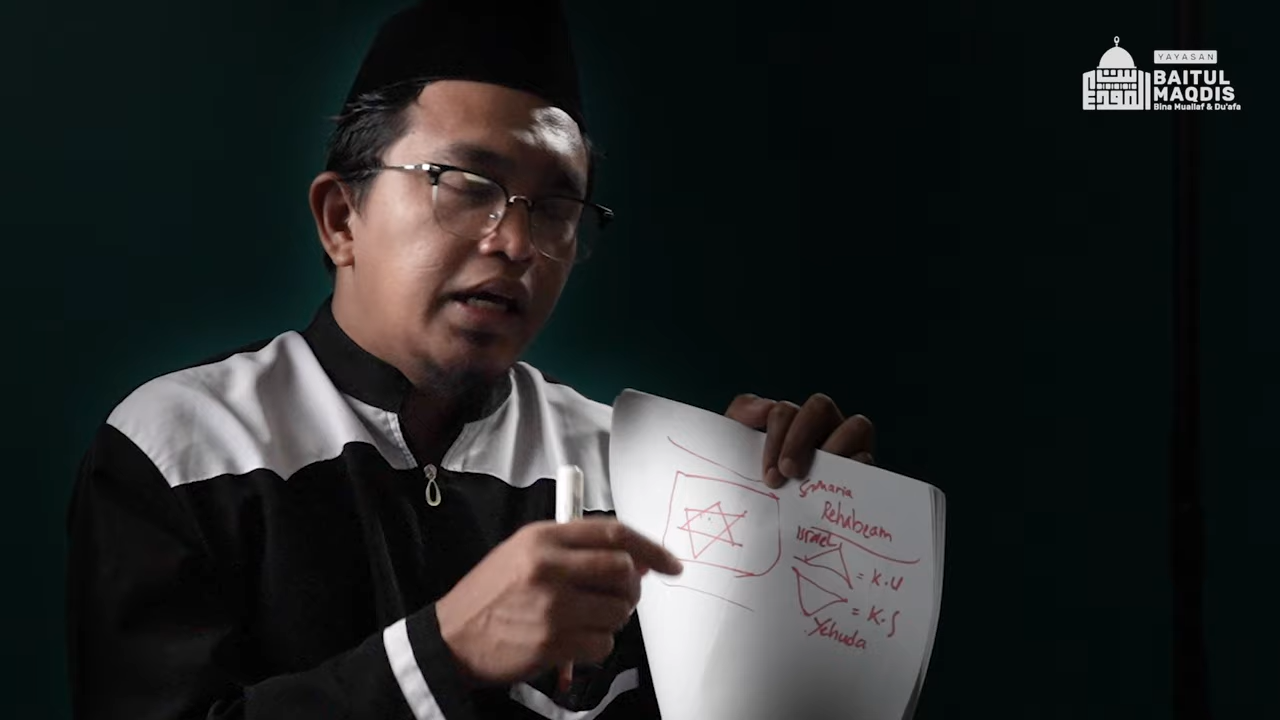 YAYASAN
BAITUL
MAQDIS
Bina Muallaf & Du'afa
Samaria
Rehabeam
Israel
= K.U
= K.S
Yehuda